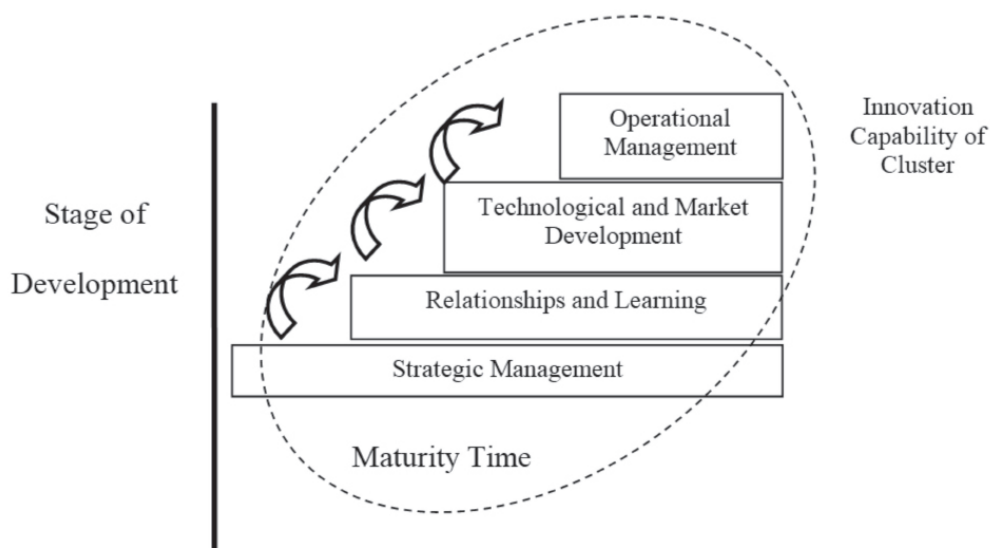 Operational
Management
Innovation
Capability of
Cluster
Stage of
Development
Technological and Market
Development
Relationships and Learning
Strategic Management
Maturity Time